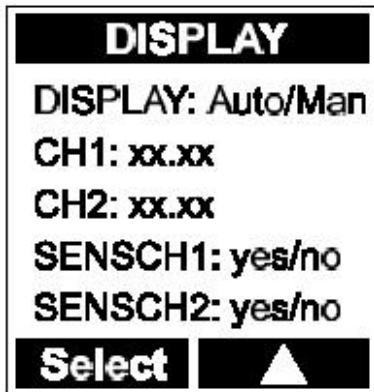 DISPLAY
DISPLAY: Auto/Man
CH1: xx.xx
CH2: xx.xx
SENSCH1: yes/no
SENSCH2: yes/no
Select